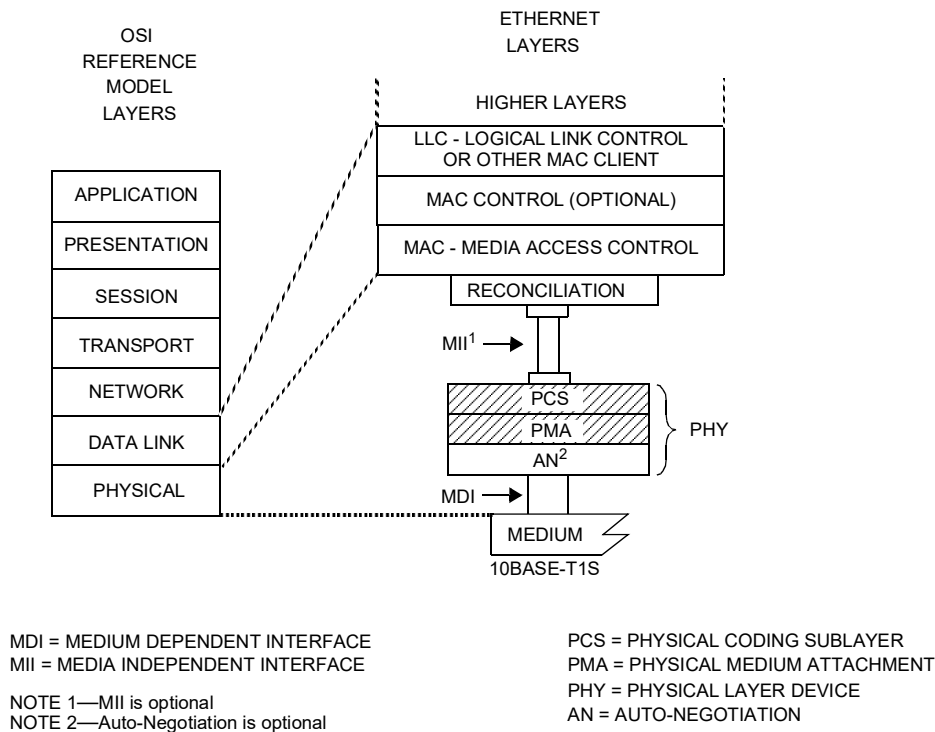 OSI
REFERENCE
MODEL
LAYERS
APPLICATION
PRESENTATION
SESSION
TRANSPORT
NETWORK
DATA LINK
PHYSICAL
ETHERNET
LAYERS
HIGHER LAYERS
LLC - LOGICAL LINK CONTROL
OR OTHER MAC CLIENT
MAC CONTROL (OPTIONAL)
MAC - MEDIA ACCESS CONTROL
RECONCILIATION
MII¹
PCS
PMA
AN²
PHY
MDI
MEDIUM
10BASE-T1S
MDI = MEDIUM DEPENDENT INTERFACE
MII = MEDIA INDEPENDENT INTERFACE
NOTE 1—MII is optional
NOTE 2—Auto-Negotiation is optional
PCS = PHYSICAL CODING SUBLAYER
PMA = PHYSICAL MEDIUM ATTACHMENT
PHY = PHYSICAL LAYER DEVICE
AN = AUTO-NEGOTIATION